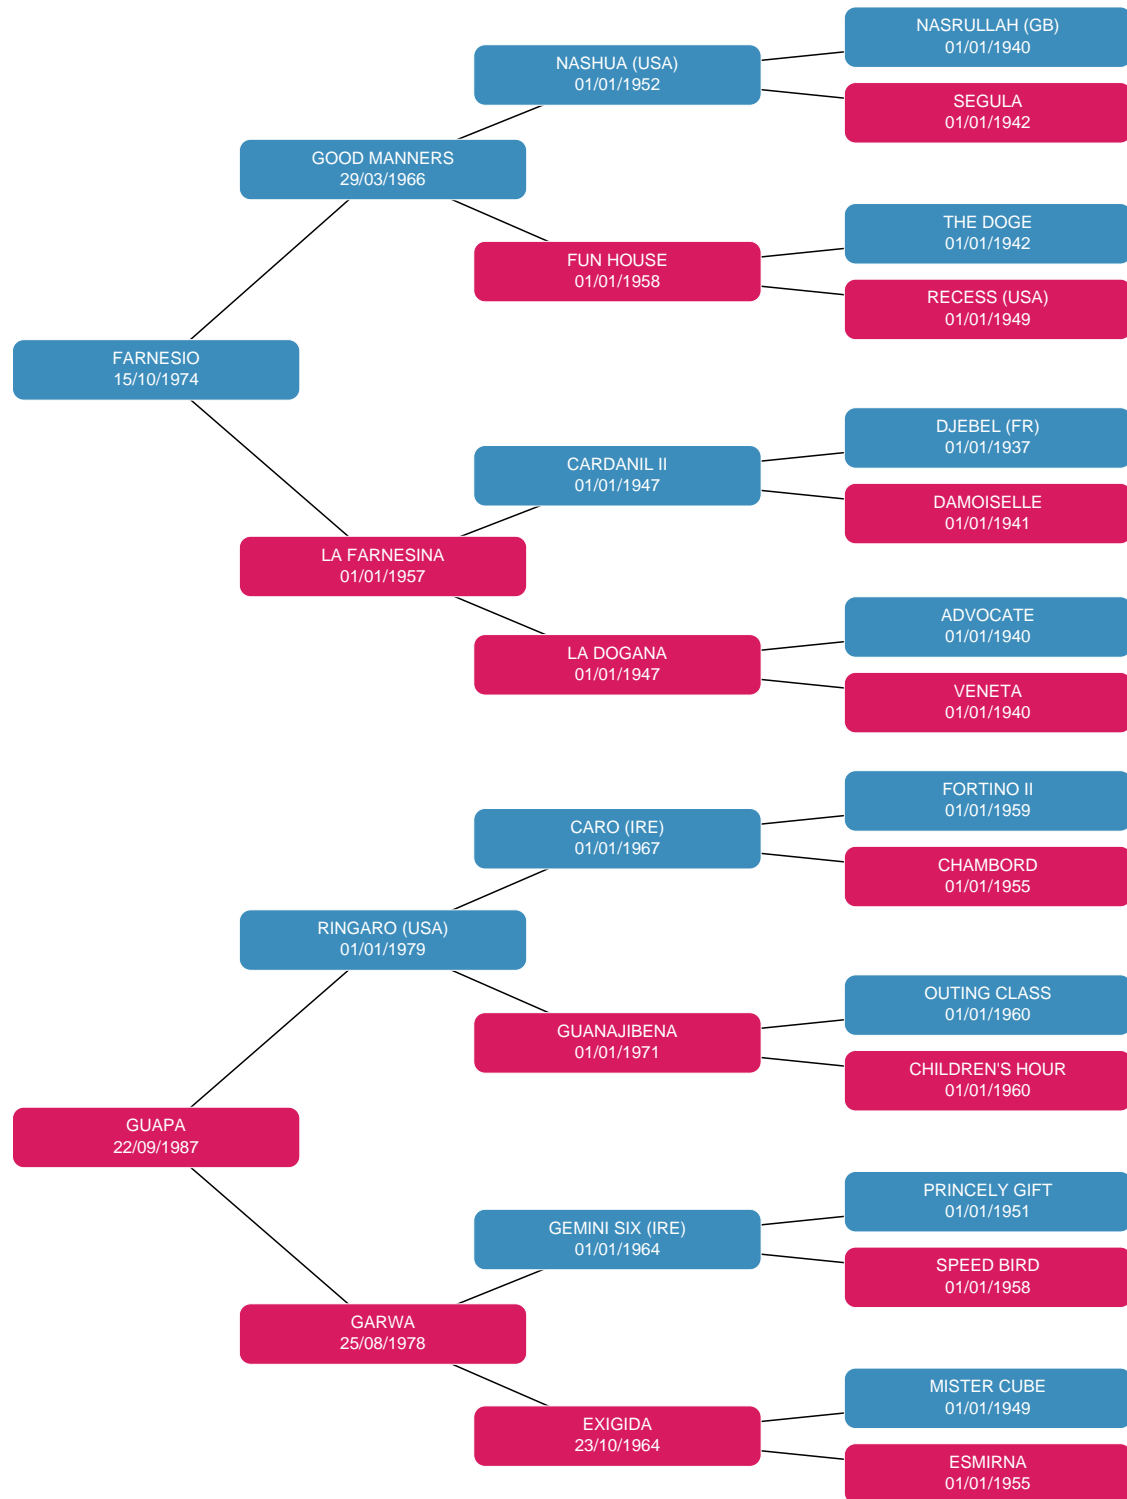 NASRULLAH (GB)
01/01/1940
NASHUA (USA)
01/01/1952
SEGULA
01/01/1942
GOOD MANNERS
29/03/1966
THE DOGE
01/01/1942
FUN HOUSE
01/01/1958
RECESS (USA)
01/01/1949
FARNESIO
15/10/1974
DJEBEL (FR)
01/01/1937
CARDANIL II
01/01/1947
DAMOISELLE
01/01/1941
LA FARNESINA
01/01/1957
ADVOCATE
01/01/1940
LA DOGANA
01/01/1947
VENETA
01/01/1940
FORTINO II
01/01/1959
CARO (IRE)
01/01/1967
CHAMBORD
01/01/1955
RINGARO (USA)
01/01/1979
OUTING CLASS
01/01/1960
GUANAJIBENA
01/01/1971
CHILDREN'S HOUR
01/01/1960
GUAPA
22/09/1987
PRINCELY GIFT
01/01/1951
GEMINI SIX (IRE)
01/01/1964
SPEED BIRD
01/01/1958
GARWA
25/08/1978
MISTER CUBE
01/01/1949
EXIGIDA
23/10/1964
ESMIRNA
01/01/1955